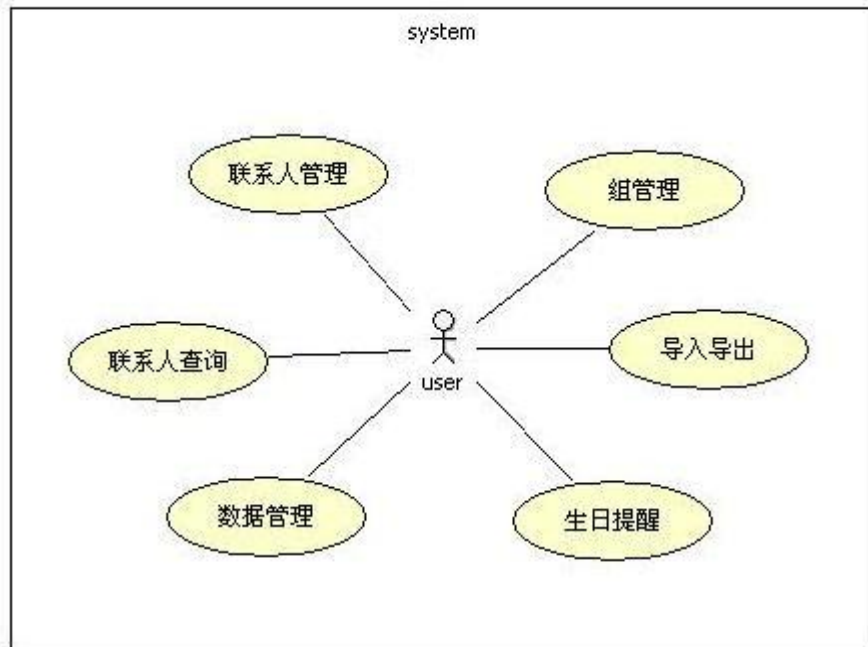 system
联系人管理
组管理
联系人查询
导入导出
user
数据管理
生日提醒